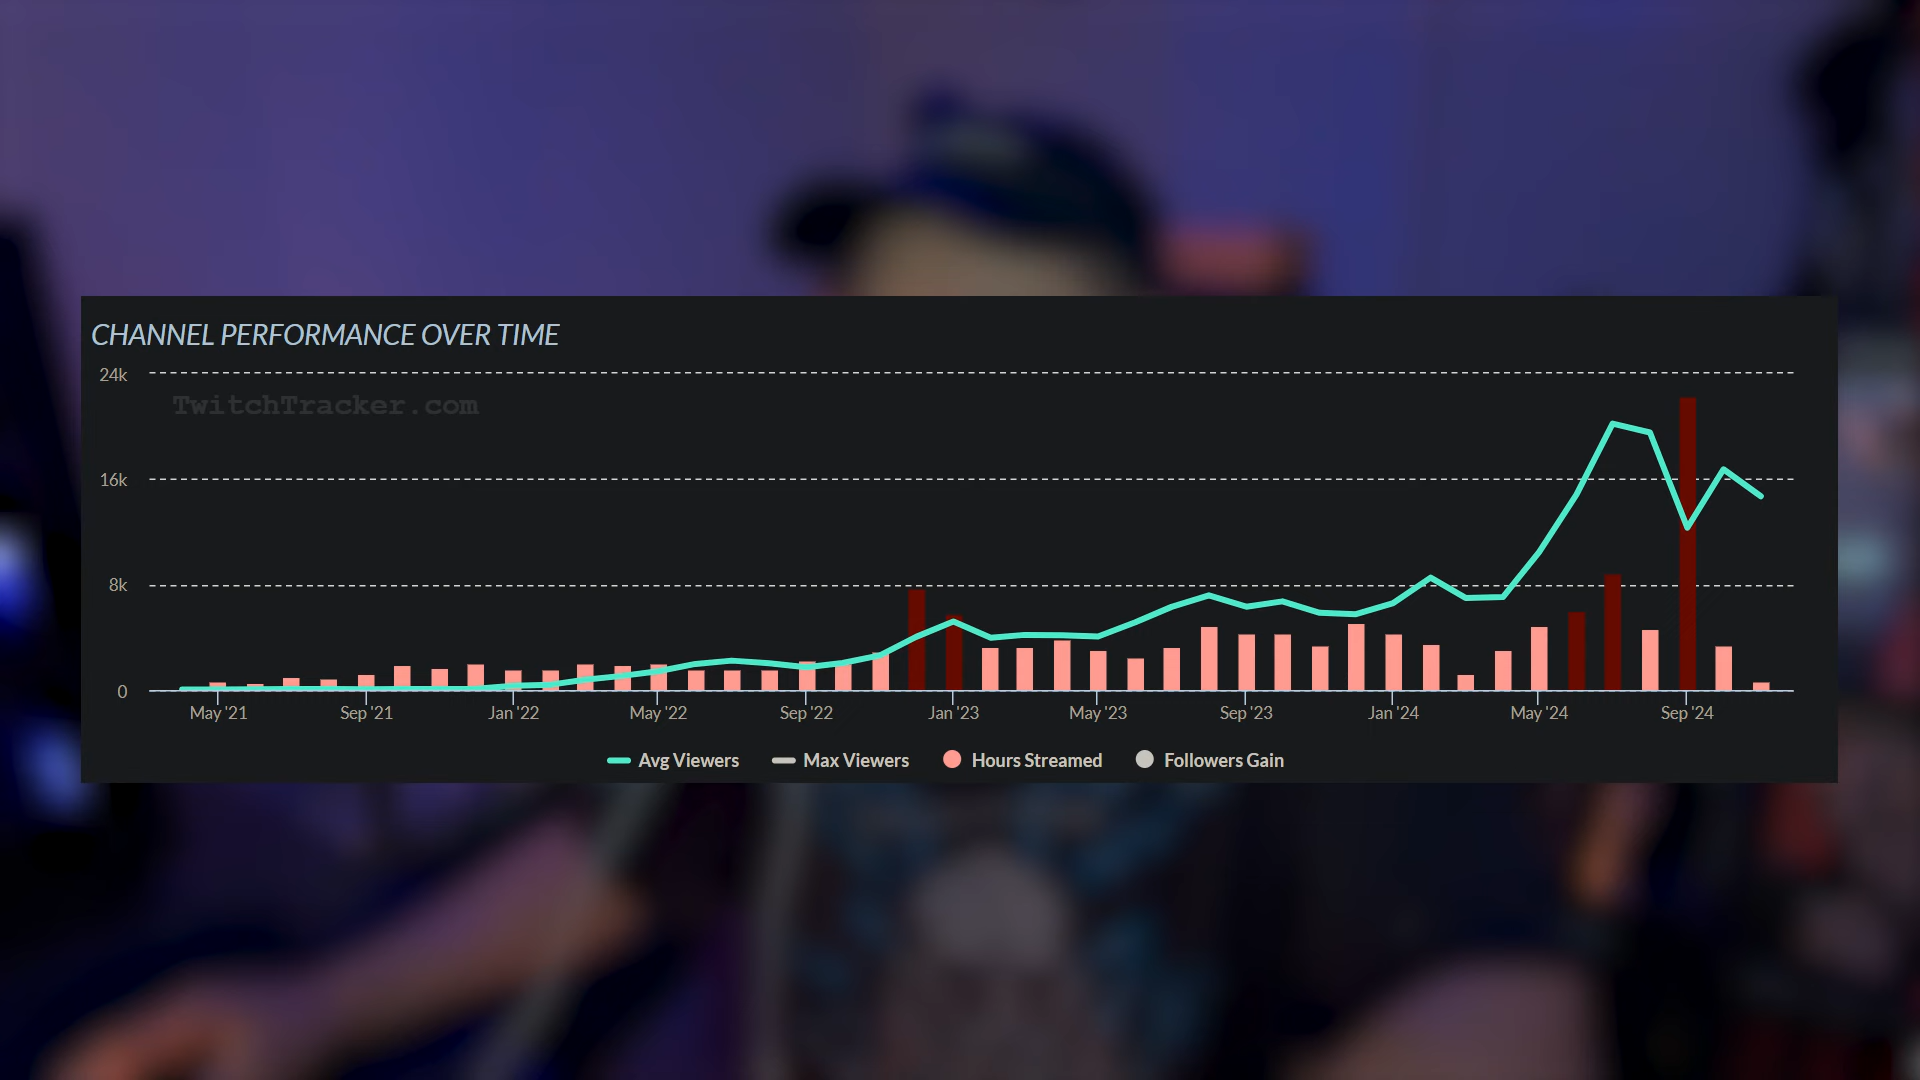 CHANNEL PERFORMANCE OVER TIME
24k
TwitchTracker.com
16k
8k
0
May '21 Sep '21 Jan '22 May '22 Sep '22 Jan '23 May '23 Sep '23 Jan '24 May '24 Sep '24
Avg Viewers Max Viewers Hours Streamed Followers Gain